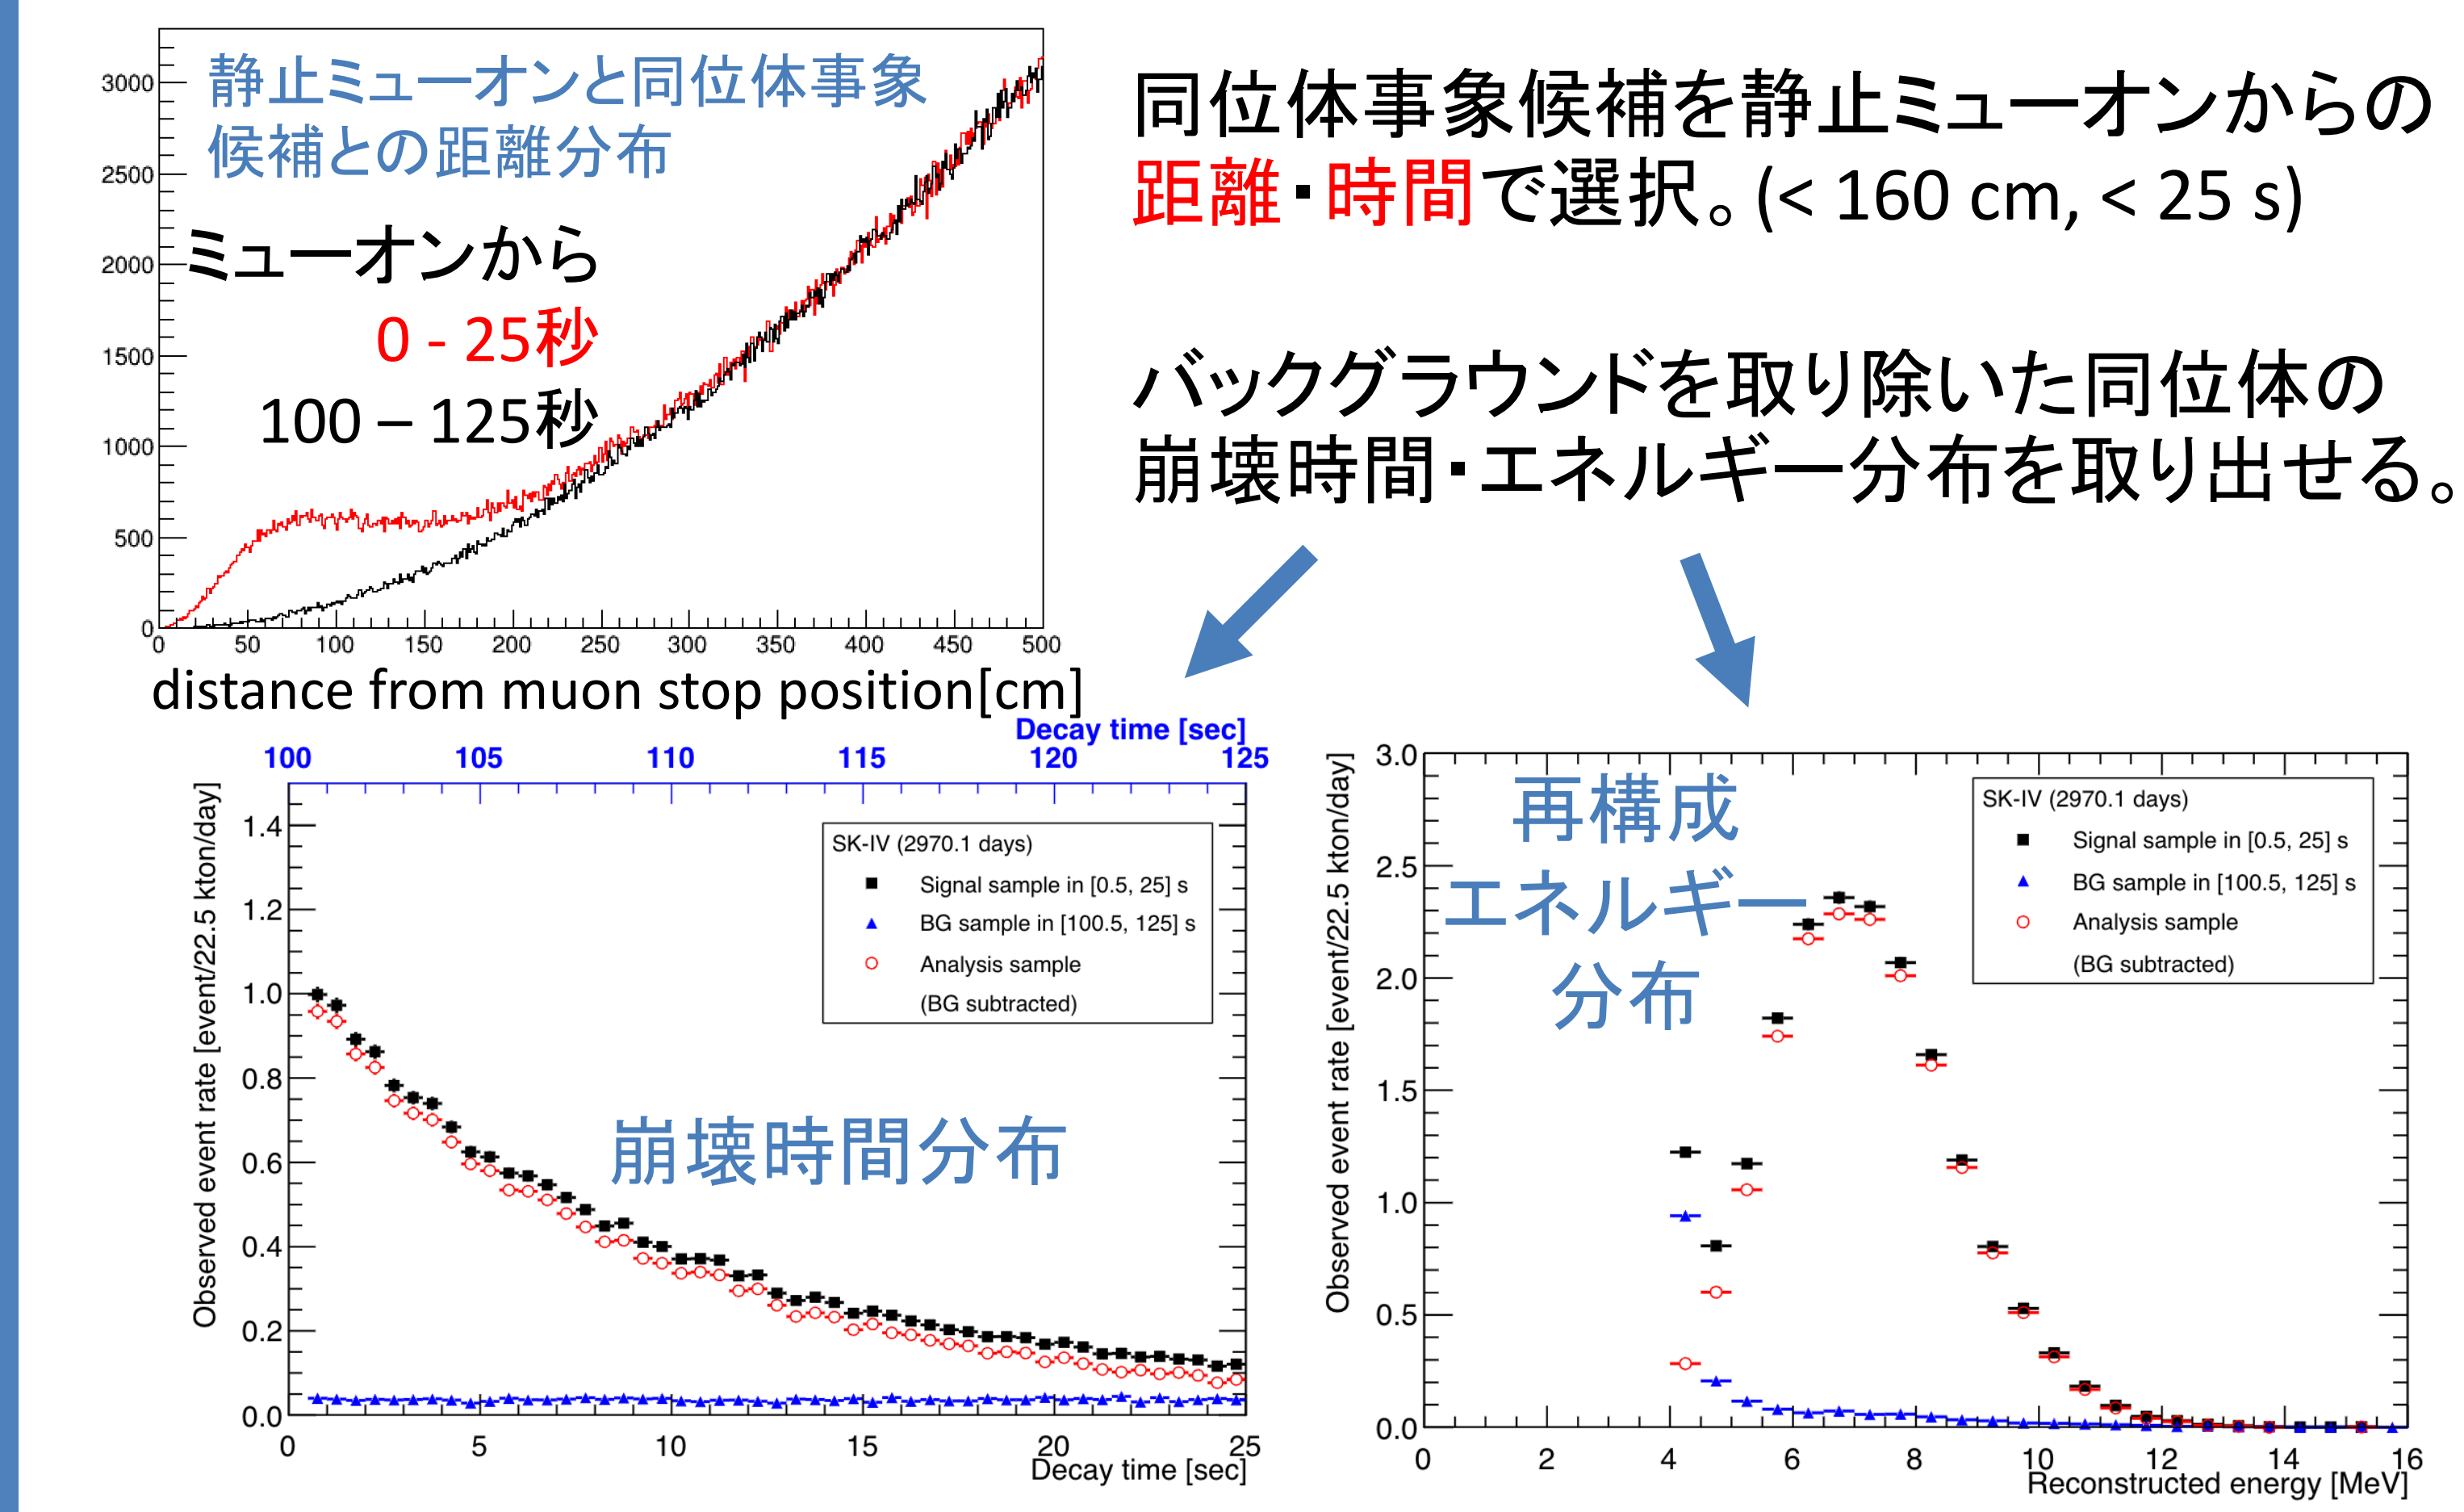 静止ミューオンと同位体事象
候補との距離分布
ミューオンから
0 - 25秒
100 – 125秒
3000
2500
2000
1500
1000
500
0
0 50 100 150 200 250 300 350 400 450 500
distance from muon stop position[cm]
同位体事象候補を静止ミューオンからの
距離・時間で選択。(< 160 cm, < 25 s)
バックグラウンドを取り除いた同位体の
崩壊時間・エネルギー分布を取り出せる。
Decay time [sec]
100 105 110 115 120 125
Observed event rate [event/22.5 kton/day]
1.4
1.2
1.0
0.8
0.6
0.4
0.2
0.0
SK-IV (2970.1 days)
Signal sample in [0.5, 25] s
BG sample in [100.5, 125] s
Analysis sample
(BG subtracted)
崩壊時間分布
0 5 10 15 20 25
Decay time [sec]
Observed event rate [event/22.5 kton/day]
3.0
2.5
2.0
1.5
1.0
0.5
0.0
再構成
エネルギー
分布
SK-IV (2970.1 days)
Signal sample in [0.5, 25] s
BG sample in [100.5, 125] s
Analysis sample
(BG subtracted)
0 2 4 6 8 10 12 14 16
Reconstructed energy [MeV]